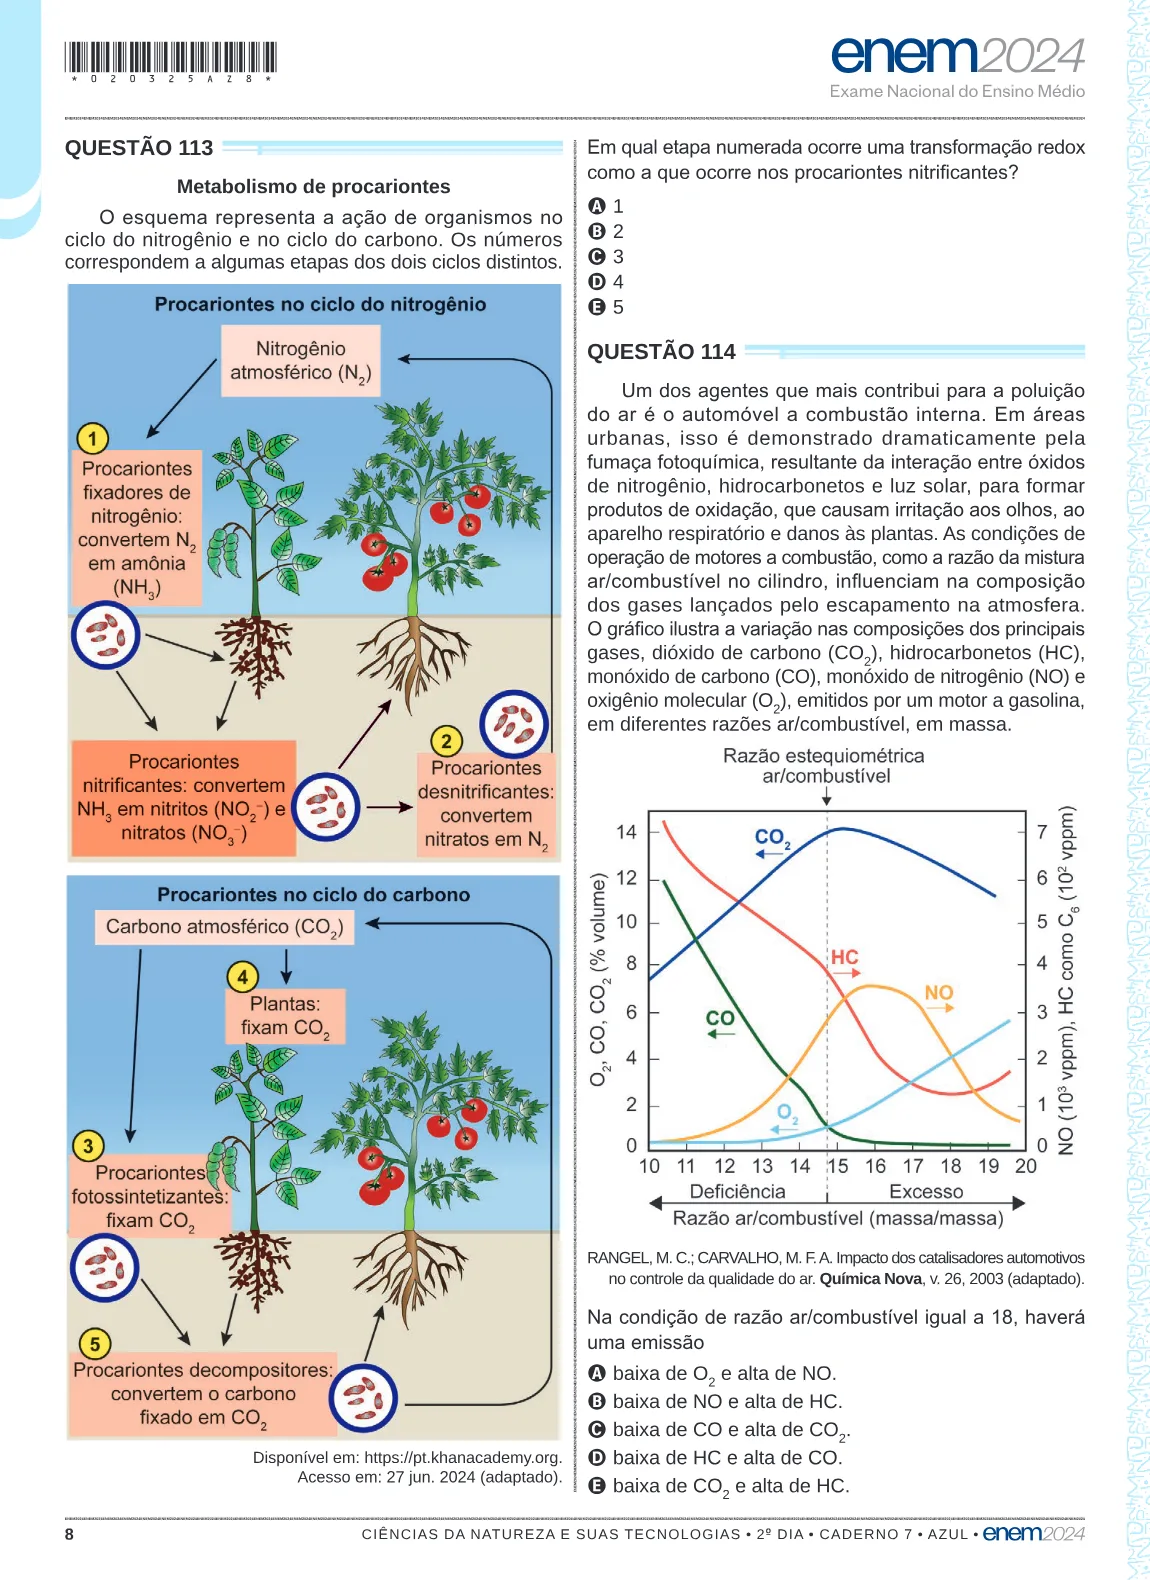 *020325AZ8*
enem2024
Exame Nacional do Ensino Médio
QUESTÃO 113
Metabolismo de procariontes
O esquema representa a ação de organismos no
ciclo do nitrogênio e no ciclo do carbono. Os números
correspondem a algumas etapas dos dois ciclos distintos.
Procariontes no ciclo do nitrogênio
Nitrogênio
atmosférico (N₂)
1
Procariontes
fixadores de
nitrogênio:
convertem N₂
em amônia
(NH₃)
2
Procariontes
desnitrificantes:
convertem
nitratos em N₂
Procariontes
nitrificantes: convertem
NH₃ em nitritos (NO₂⁻) e
nitratos (NO₃⁻)
Procariontes no ciclo do carbono
Carbono atmosférico (CO₂)
4
Plantas:
fixam CO₂
3
Procariontes
fotossintetizantes:
fixam CO₂
5
Procariontes decompositores:
convertem o carbono
fixado em CO₂
Disponível em: https://pt.khanacademy.org.
Acesso em: 27 jun. 2024 (adaptado).
Em qual etapa numerada ocorre uma transformação redox
como a que ocorre nos procariontes nitrificantes?
A 1
B 2
C 3
D 4
E 5
QUESTÃO 114
Um dos agentes que mais contribui para a poluição
do ar é o automóvel a combustão interna. Em áreas
urbanas, isso é demonstrado dramaticamente pela
fumaça fotoquímica, resultante da interação entre óxidos
de nitrogênio, hidrocarbonetos e luz solar, para formar
produtos de oxidação, que causam irritação aos olhos, ao
aparelho respiratório e danos às plantas. As condições de
operação de motores a combustão, como a razão da mistura
ar/combustível no cilindro, influenciam na composição
dos gases lançados pelo escapamento na atmosfera.
O gráfico ilustra a variação nas composições dos principais
gases, dióxido de carbono (CO₂), hidrocarbonetos (HC),
monóxido de carbono (CO), monóxido de nitrogênio (NO) e
oxigênio molecular (O₂), emitidos por um motor a gasolina,
em diferentes razões ar/combustível, em massa.
Razão estequiométrica
ar/combustível
O₂, CO, CO₂ (% volume)
14
12
10
8
6
4
2
0
CO₂
HC
NO
CO
O₂
7
6
5
4
3
2
1
0
NO (10³ vppm), HC como C₆ (10² vppm)
10 11 12 13 14 15 16 17 18 19 20
Deficiência Excesso
Razão ar/combustível (massa/massa)
RANGEL, M. C.; CARVALHO, M. F. A. Impacto dos catalisadores automotivos
no controle da qualidade do ar. Química Nova, v. 26, 2003 (adaptado).
Na condição de razão ar/combustível igual a 18, haverá
uma emissão
A baixa de O₂ e alta de NO.
B baixa de NO e alta de HC.
C baixa de CO e alta de CO₂.
D baixa de HC e alta de CO.
E baixa de CO₂ e alta de HC.
8
CIÊNCIAS DA NATUREZA E SUAS TECNOLOGIAS • 2º DIA • CADERNO 7 • AZUL • enem2024